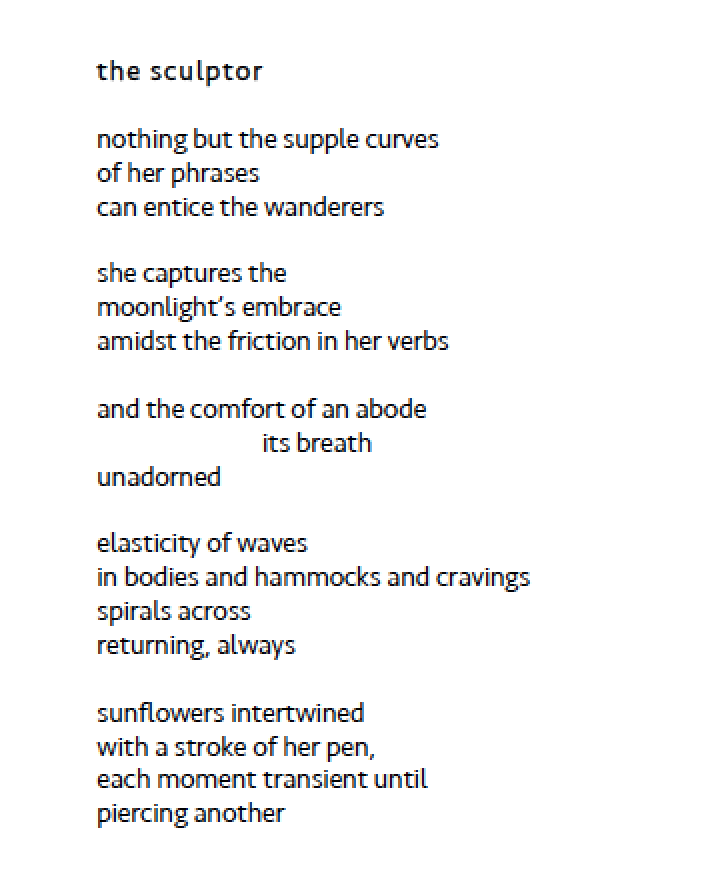 the sculptor
nothing but the supple curves
of her phrases
can entice the wanderers
she captures the
moonlight's embrace
amidst the friction in her verbs
and the comfort of an abode
its breath
unadorned
elasticity of waves
in bodies and hammocks and cravings
spirals across
returning, always
sunflowers intertwined
with a stroke of her pen,
each moment transient until
piercing another